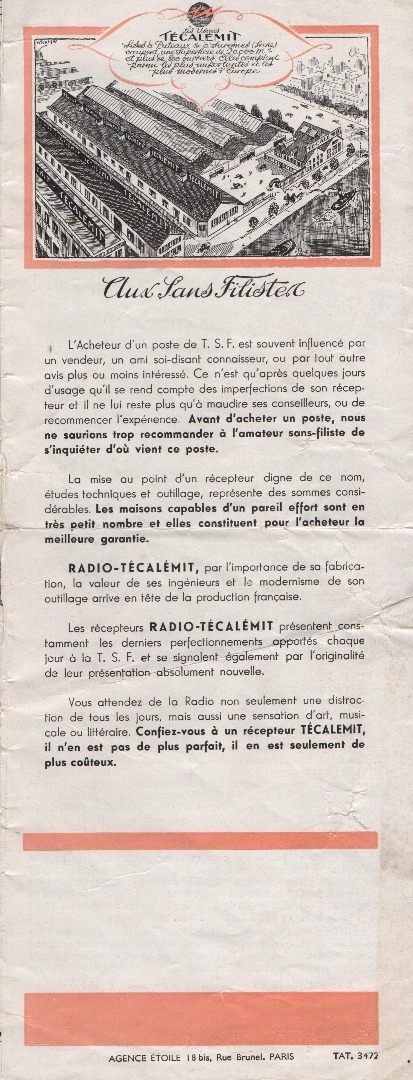 Les Usines
TÉCALÉMIT
Sises à Puteaux & à Suresnes (Seine)
occupent une superficie de 20.000 m²
et plus de 800 ouvriers. Elles comptent
parmi les plus importantes et les
plus modernes d'Europe
Aux Sans Filistes
L'Acheteur d'un poste de T. S. F. est souvent influencé par
un vendeur, un ami soi-disant connaisseur, ou par tout autre
avis plus ou moins intéressé. Ce n'est qu'après quelques jours
d'usage qu'il se rend compte des imperfections de son récep-
teur et il ne lui reste plus qu'à maudire ses conseilleurs, ou de
recommencer l'expérience. Avant d'acheter un poste, nous
ne saurions trop recommander à l'amateur sans-filiste de
s'inquiéter d'où vient ce poste.
La mise au point d'un récepteur digne de ce nom,
études techniques et outillage, représente des sommes consi-
dérables. Les maisons capables d'un pareil effort sont en
très petit nombre et elles constituent pour l'acheteur la
meilleure garantie.
RADIO-TÉCALÉMIT, par l'importance de sa fabrica-
tion, la valeur de ses ingénieurs et le modernisme de son
outillage arrive en tête de la production française.
Les récepteurs RADIO-TÉCALÉMIT présentent cons-
tamment les derniers perfectionnements apportés chaque
jour à la T. S. F. et se signalent également par l'originalité
de leur présentation absolument nouvelle.
Vous attendez de la Radio non seulement une distrac-
tion de tous les jours, mais aussi une sensation d'art, musi-
cale ou littéraire. Confiez-vous à un récepteur TÉCALEMIT,
il n'en est pas de plus parfait, il en est seulement de
plus coûteux.
AGENCE ÉTOILE 18 bis, Rue Brunel. PARIS TAT. 3472